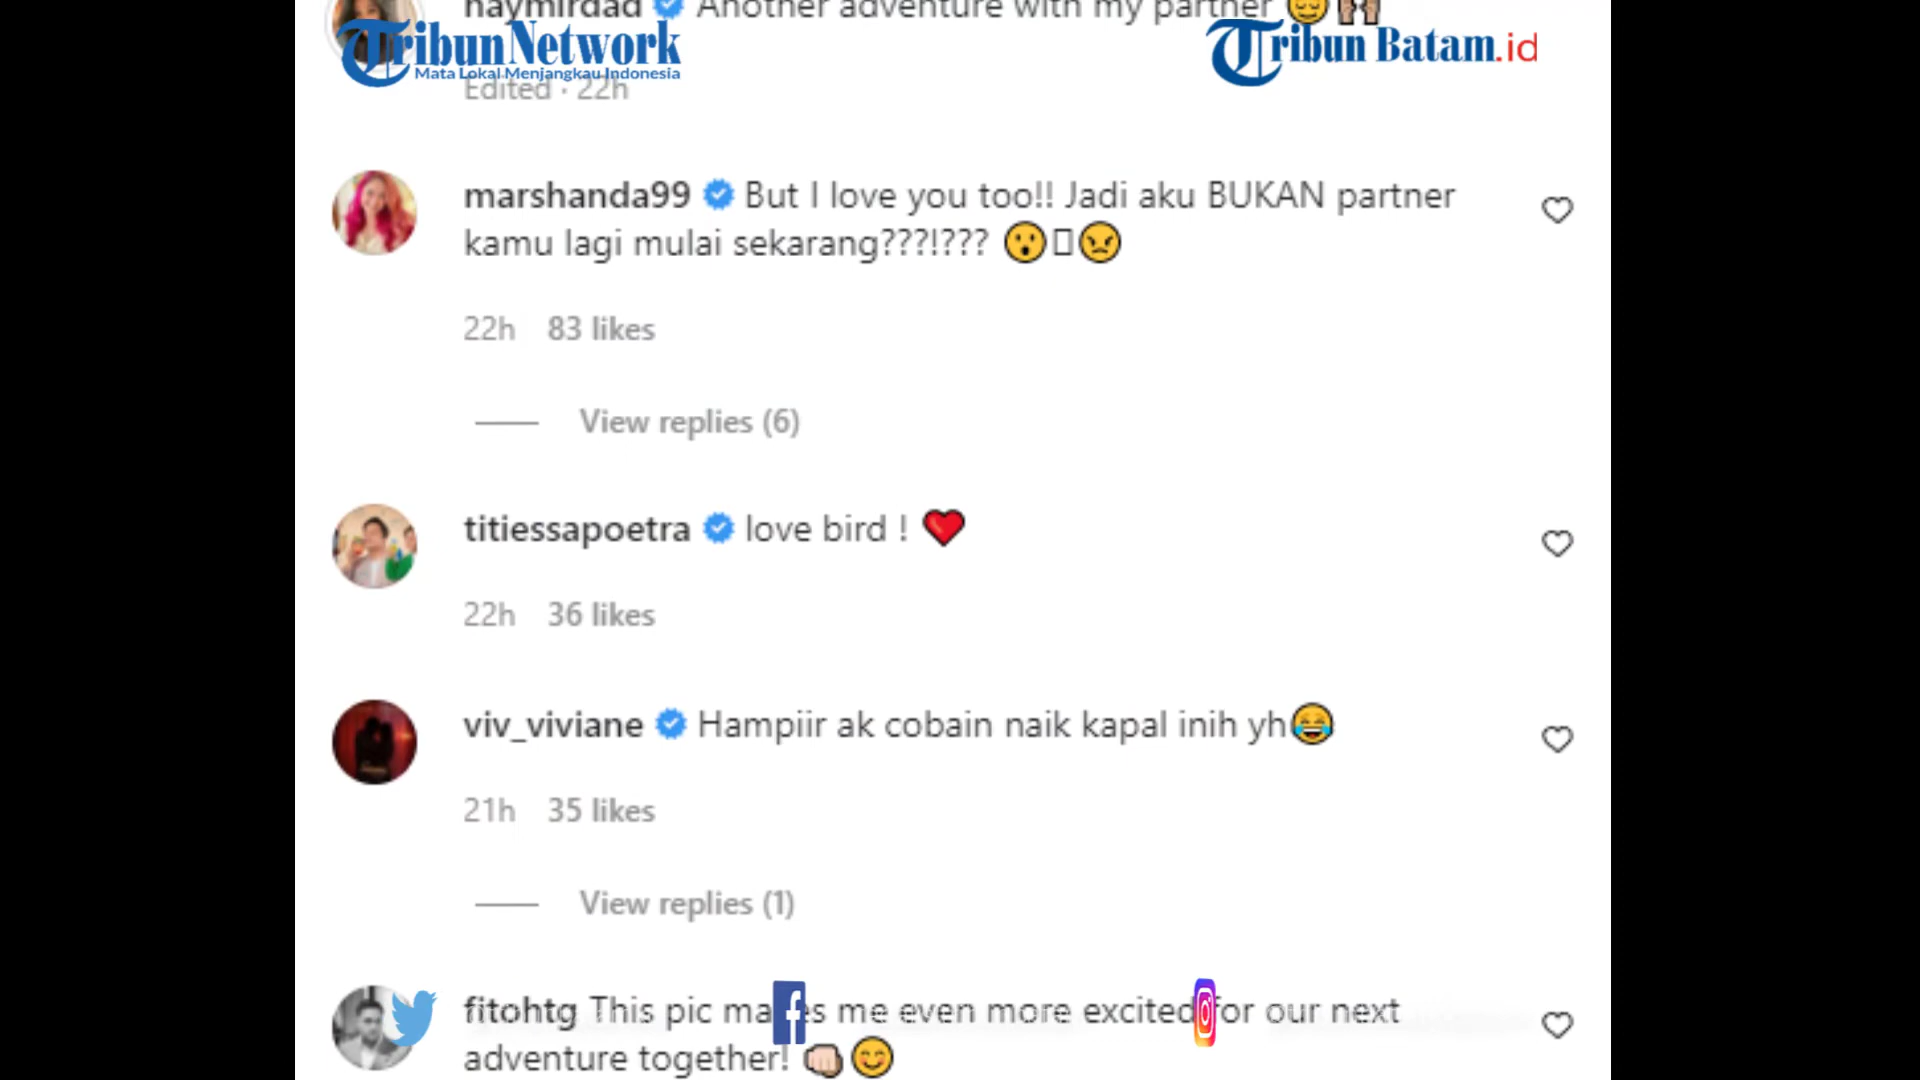 haymirdad Another adventure with my partner
TribunNetwork
Mata Lokal Menjangkau Indonesia
Tribun Batam.id
Edited · 22h
marshanda99 But I love you too!! Jadi aku BUKAN partner
kamu lagi mulai sekarang???!??? 😮▯😠
22h 83 likes
View replies (6)
titiessapoetra love bird ! ❤️
22h 36 likes
viv_viviane Hampiir ak cobain naik kapal inih yh😂
21h 35 likes
View replies (1)
fitohtg This pic makes me even more excited for our next
adventure together! 👊🏻😊